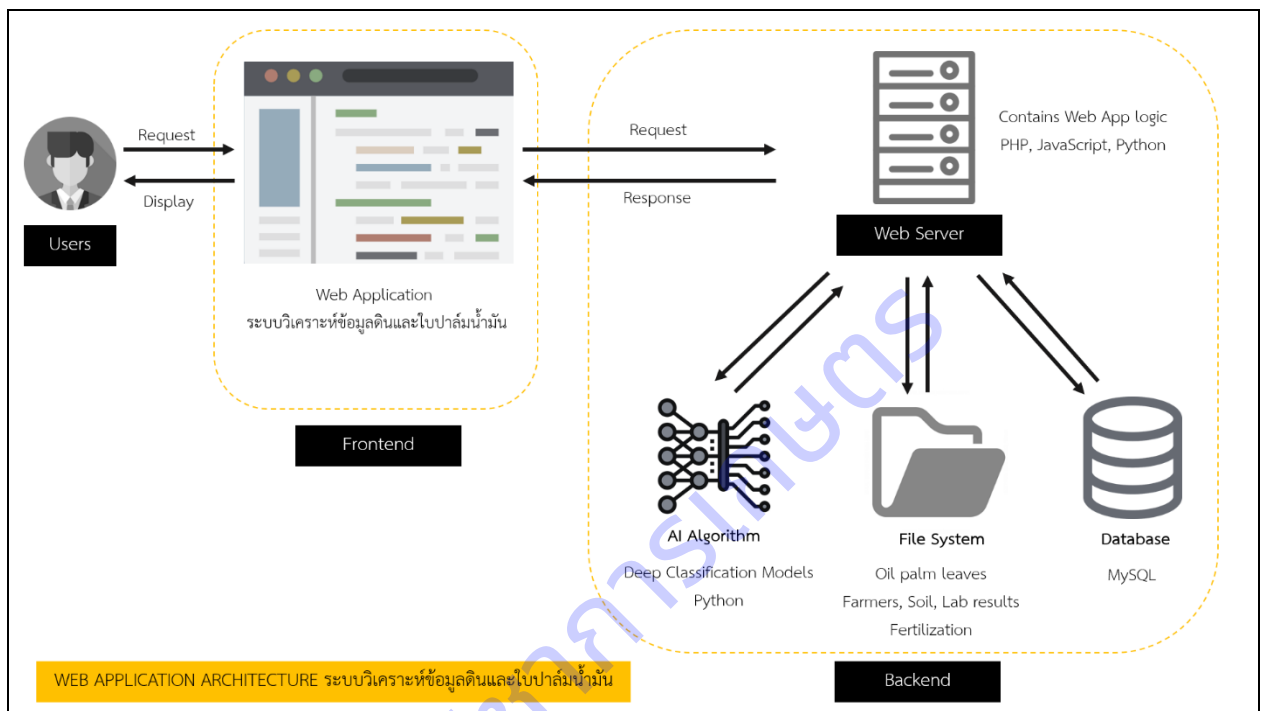 Request
Display
Users
Web Application
ระบบวิเคราะห์ข้อมูลดินและใบปาล์มน้ำมัน
Frontend
Request
Response
Contains Web App logic
PHP, JavaScript, Python
Web Server
AI Algorithm
Deep Classification Models
Python
File System
Oil palm leaves
Farmers, Soil, Lab results
Fertilization
Database
MySQL
Backend
WEB APPLICATION ARCHITECTURE ระบบวิเคราะห์ข้อมูลดินและใบปาล์มน้ำมัน